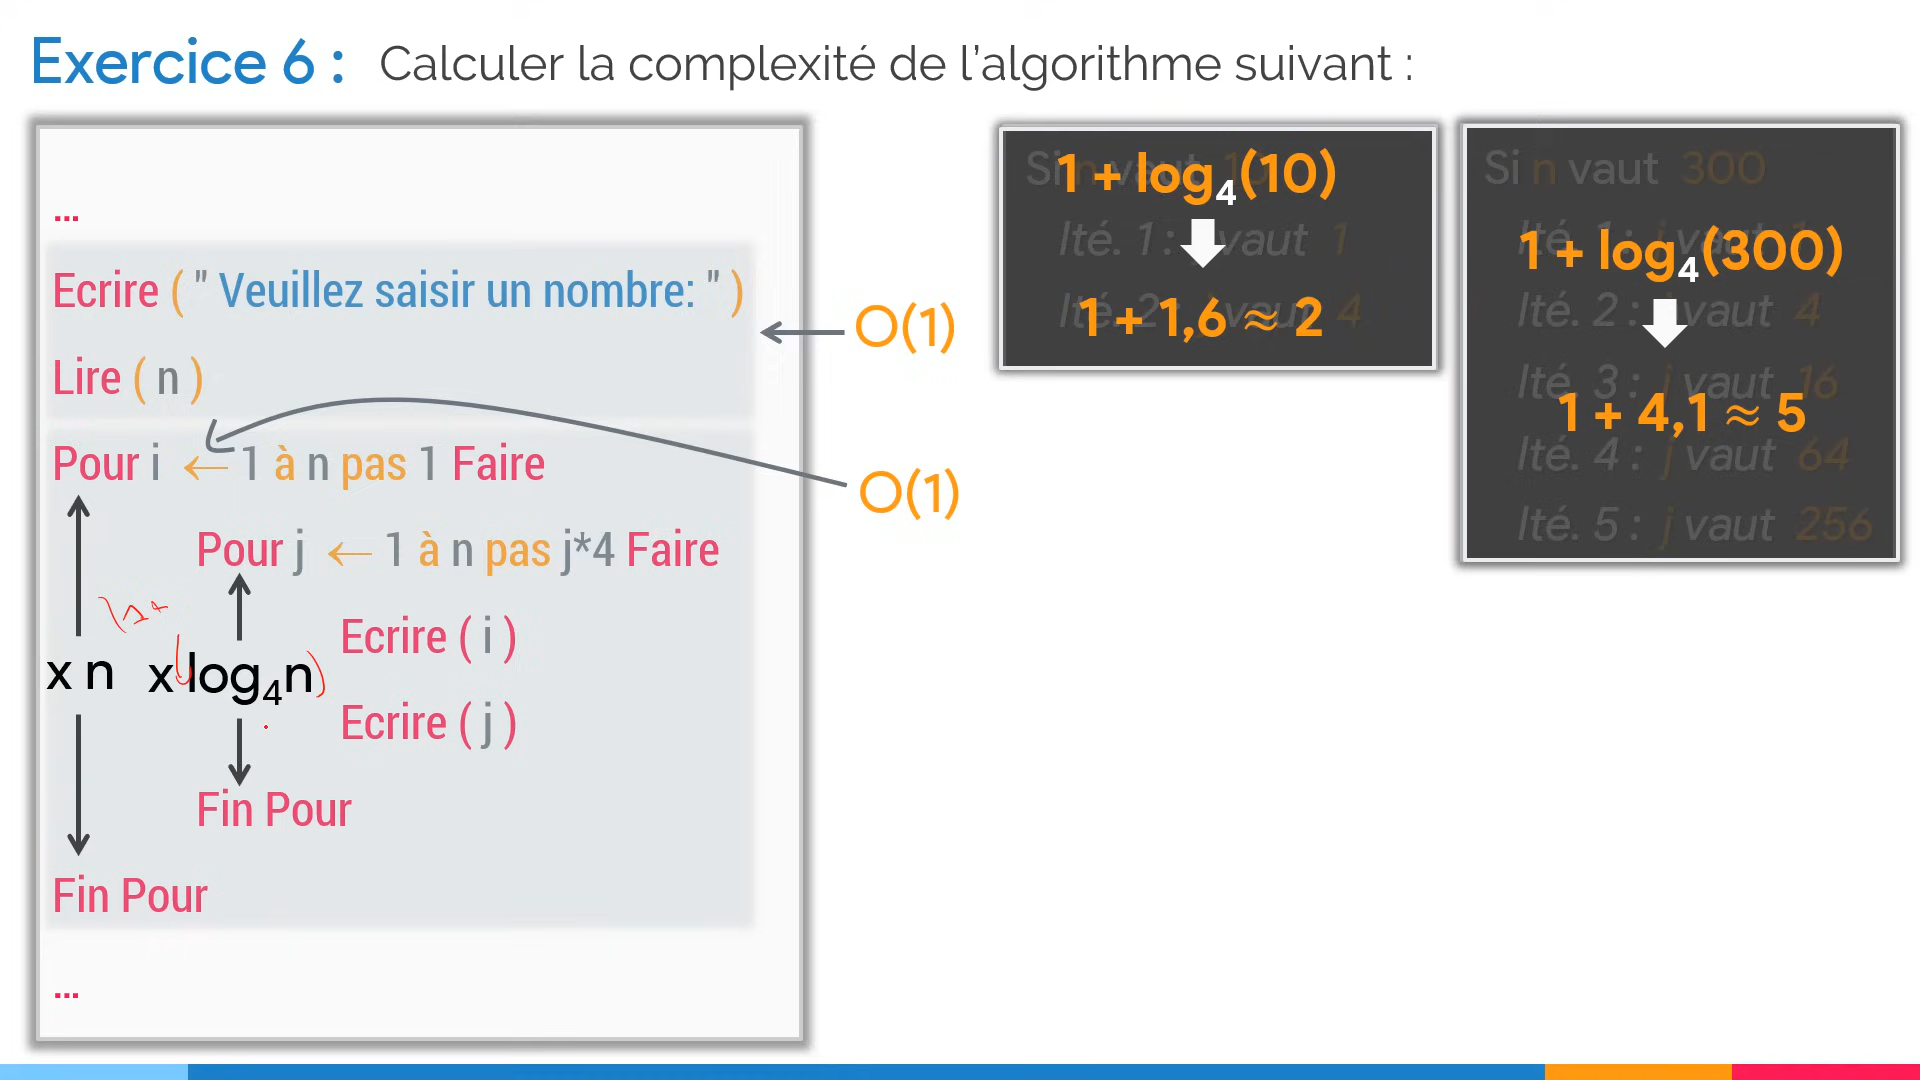 Exercice 6 : Calculer la complexité de l'algorithme suivant :
...
Ecrire ( " Veuillez saisir un nombre: " )
Lire ( n )
Pour i ← 1 à n pas 1 Faire
Pour j ← 1 à n pas j*4 Faire
Ecrire ( i )
x n x log₄n)
Ecrire ( j )
Fin Pour
Fin Pour
...
O(1)
O(1)
Si n vaut 10
1 + log₄(10)
Ité. 1 : j vaut 1
Ité. 2 : j vaut 4
1 + 1,6 ≈ 2
Si n vaut 300
Ité. 1 : j vaut 1
1 + log₄(300)
Ité. 2 : j vaut 4
Ité. 3 : j vaut 16
1 + 4,1 ≈ 5
Ité. 4 : j vaut 64
Ité. 5 : j vaut 256